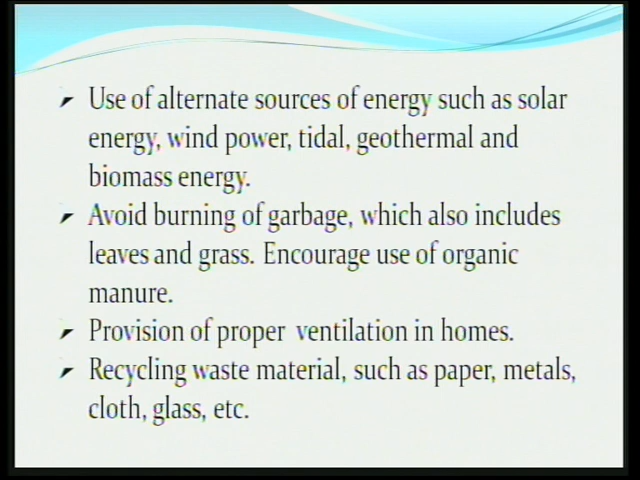 Use of alternate sources of energy such as solar
energy, wind power, tidal, geothermal and
biomass energy.
Avoid burning of garbage, which also includes
leaves and grass. Encourage use of organic
manure.
Provision of proper ventilation in homes.
Recycling waste material, such as paper, metals,
cloth, glass, etc.